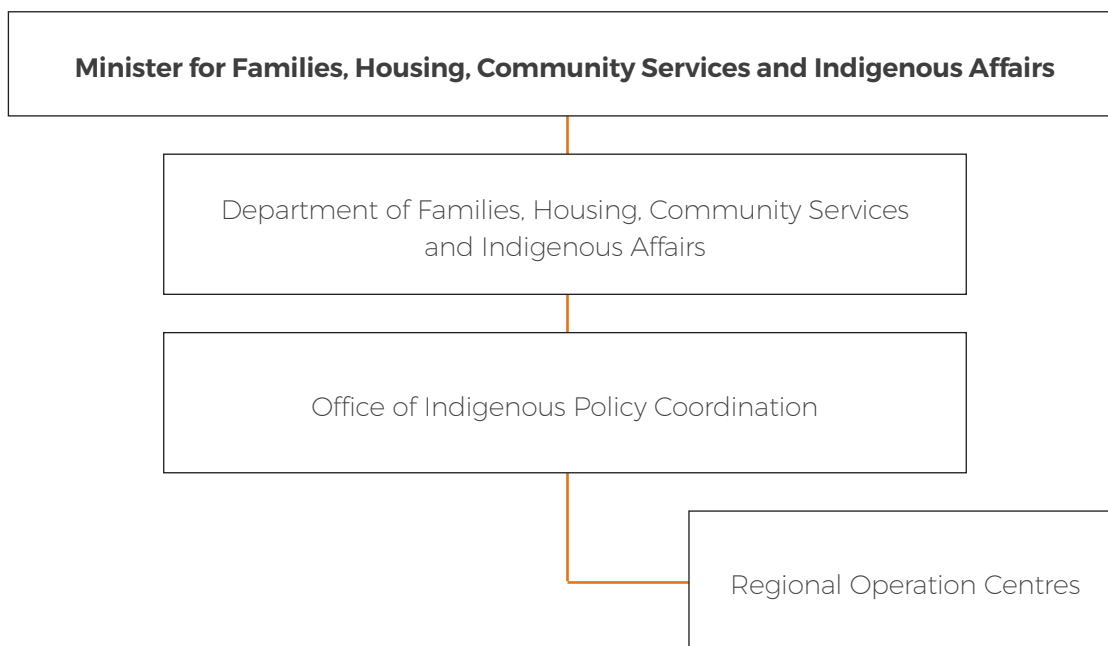 Minister for Families, Housing, Community Services and Indigenous Affairs
Department of Families, Housing, Community Services
and Indigenous Affairs
Office of Indigenous Policy Coordination
Regional Operation Centres